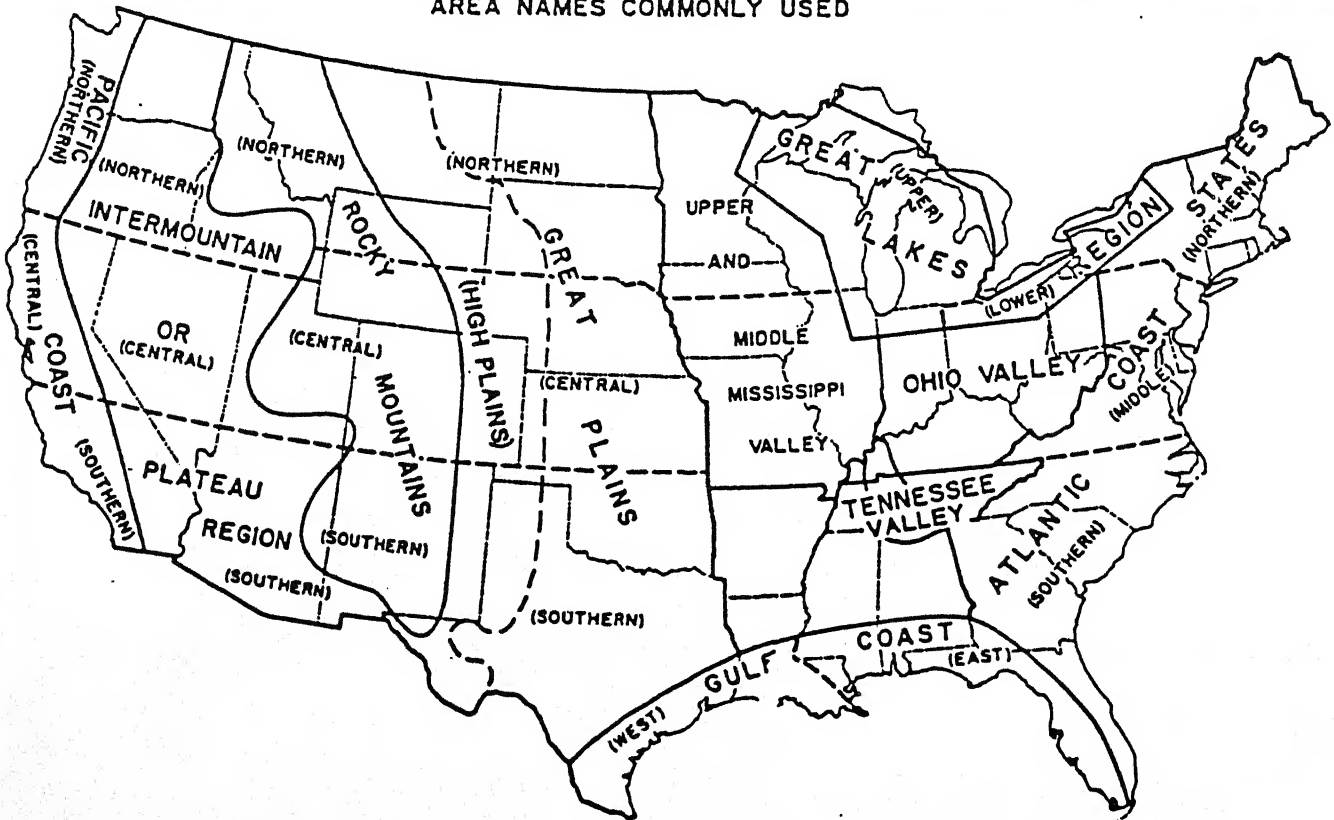 AREA NAMES COMMONLY USED
PACIFIC
(NORTHERN)
(CENTRAL)
COAST
(SOUTHERN)
(NORTHERN)
INTERMOUNTAIN
OR
(CENTRAL)
PLATEAU
REGION
(SOUTHERN)
(NORTHERN)
ROCKY
(CENTRAL)
MOUNTAINS
(SOUTHERN)
(NORTHERN)
GREAT
(HIGH PLAINS)
(CENTRAL)
PLAINS
(SOUTHERN)
UPPER
AND
MIDDLE
MISSISSIPPI
VALLEY
GREAT
(UPPER)
LAKES
(LOWER)
REGION
OHIO VALLEY
TENNESSEE
VALLEY
STATES
(NORTHERN)
COAST
(MIDDLE)
ATLANTIC
(SOUTHERN)
(WEST)
GULF
COAST
(EAST)